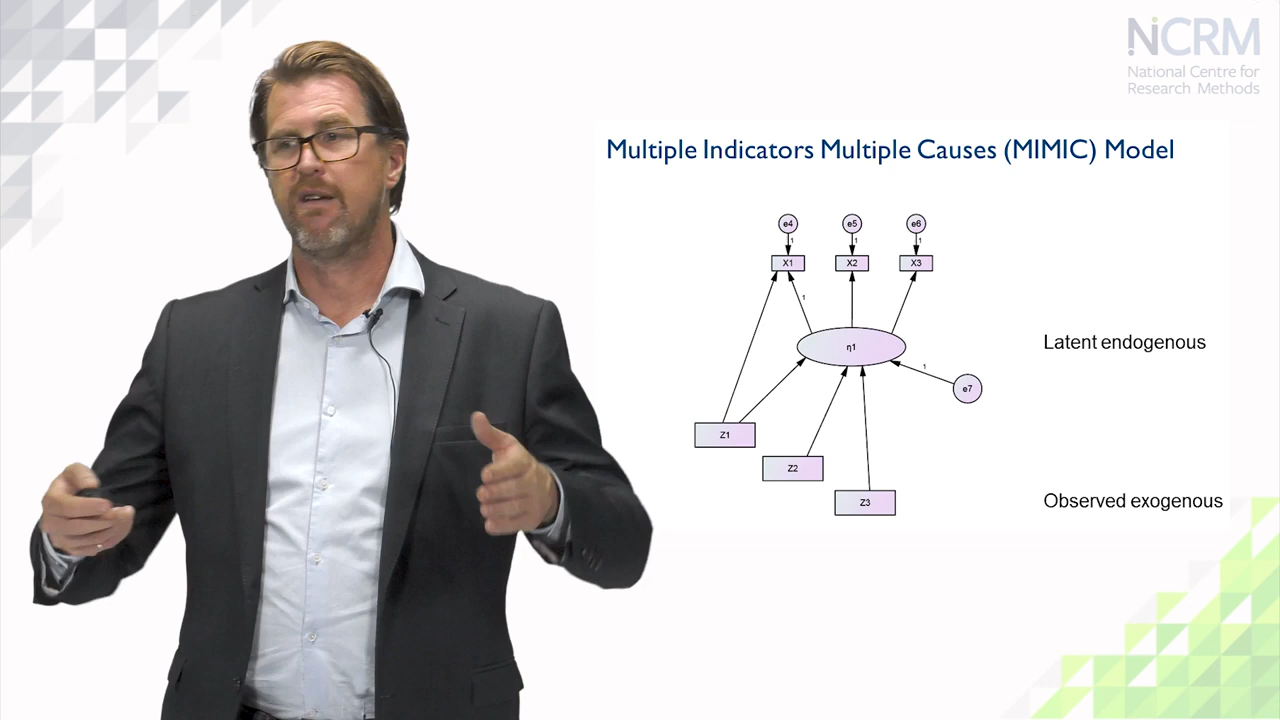 NCRM
National Centre for
Research Methods
Multiple Indicators Multiple Causes (MIMIC) Model
e4 e5 e6
1 1 1
X1 X2 X3
1
η1
Latent endogenous
1
e7
Z1
Z2
Z3
Observed exogenous